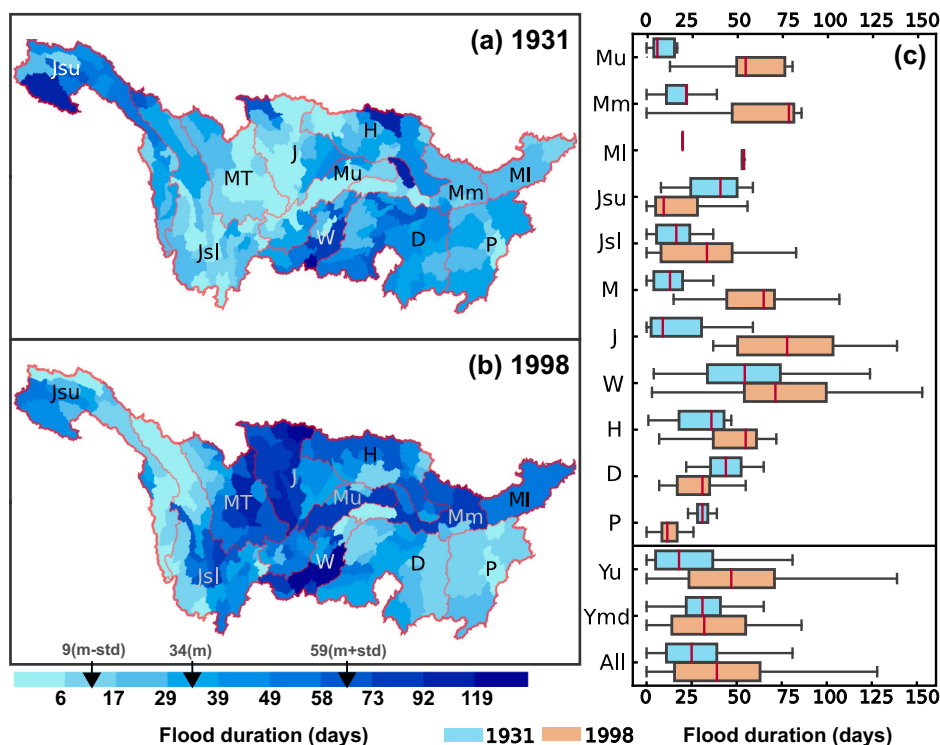 (a) 1931
Jsu
H
J
MT
Mu
Mm
Ml
W
D
P
Jsl
(b) 1998
Jsu
H
J
MT
Mu
Mm
Ml
W
D
P
Jsl
9(m-std) 34(m) 59(m+std)
6 17 29 39 49 58 73 92 119
Flood duration (days)
0 25 50 75 100 125 150
(c)
Mu
Mm
Ml
Jsu
Jsl
M
J
W
H
D
P
Yu
Ymd
All
0 25 50 75 100 125 150
1931 1998 Flood duration (days)